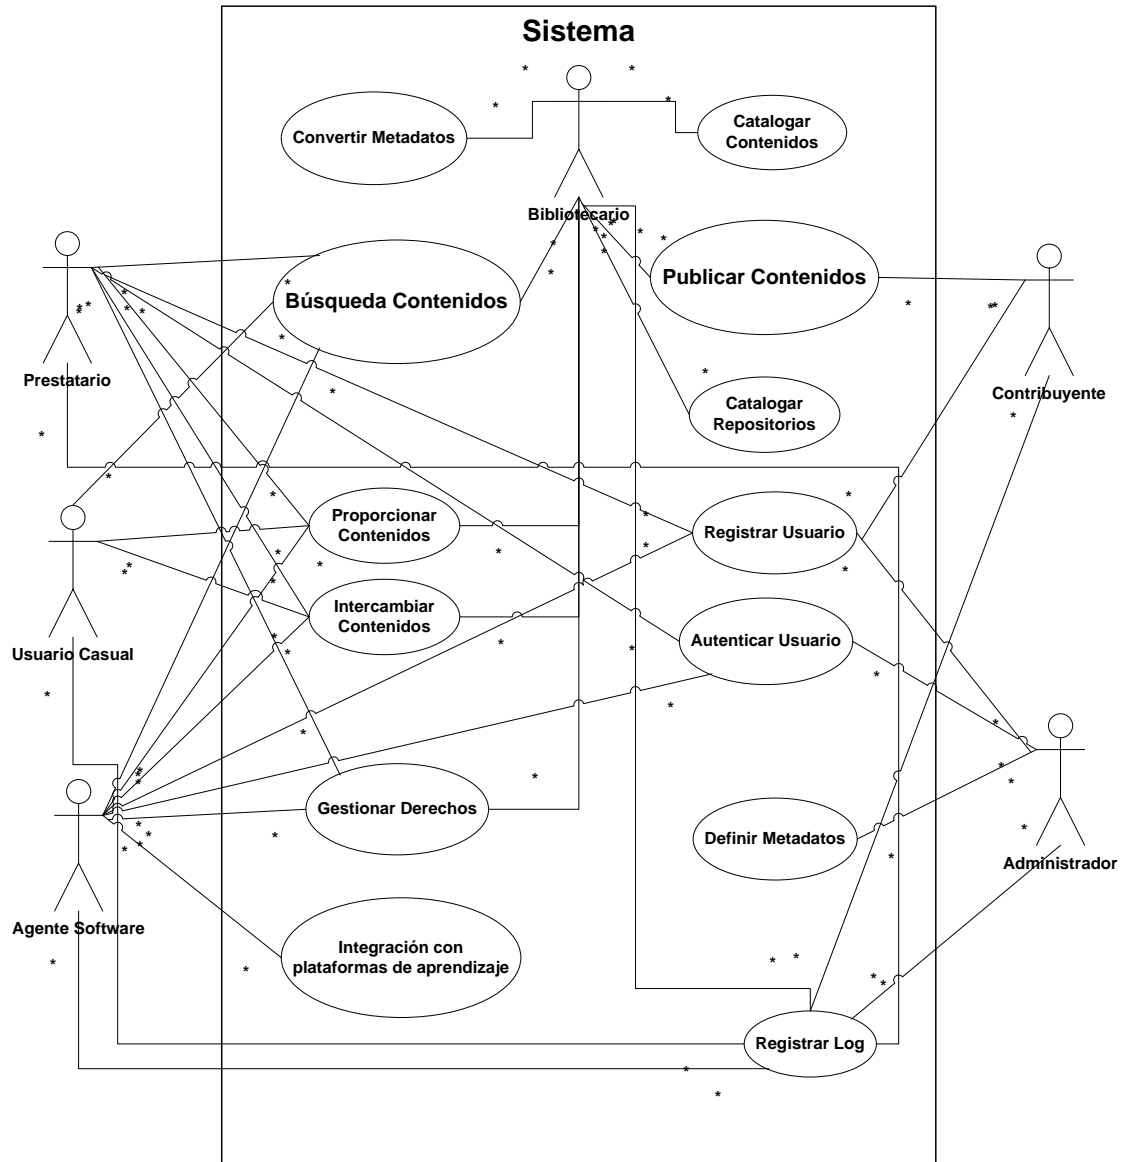 Sistema
Convertir Metadatos
Catalogar
Contenidos
Bibliotecario
Búsqueda Contenidos
Publicar Contenidos
Prestatario
Contribuyente
Catalogar
Repositorios
Proporcionar
Contenidos
Registrar Usuario
Intercambiar
Contenidos
Usuario Casual
Autenticar Usuario
Gestionar Derechos
Definir Metadatos
Administrador
Agente Software
Integración con
plataformas de aprendizaje
Registrar Log